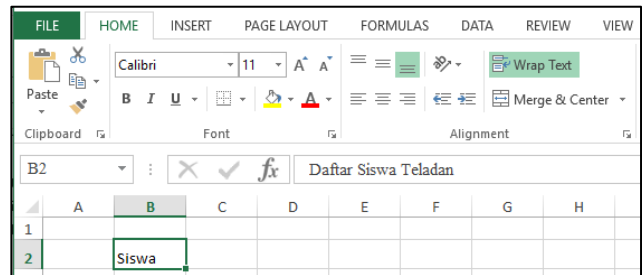 FILE HOME INSERT PAGE LAYOUT FORMULAS DATA REVIEW VIEW
Calibri 11 A A Wrap Text
Paste B I U A Merge & Center
Clipboard Font Alignment
B2 fx Daftar Siswa Teladan
A B C D E F G H
1
2 Siswa